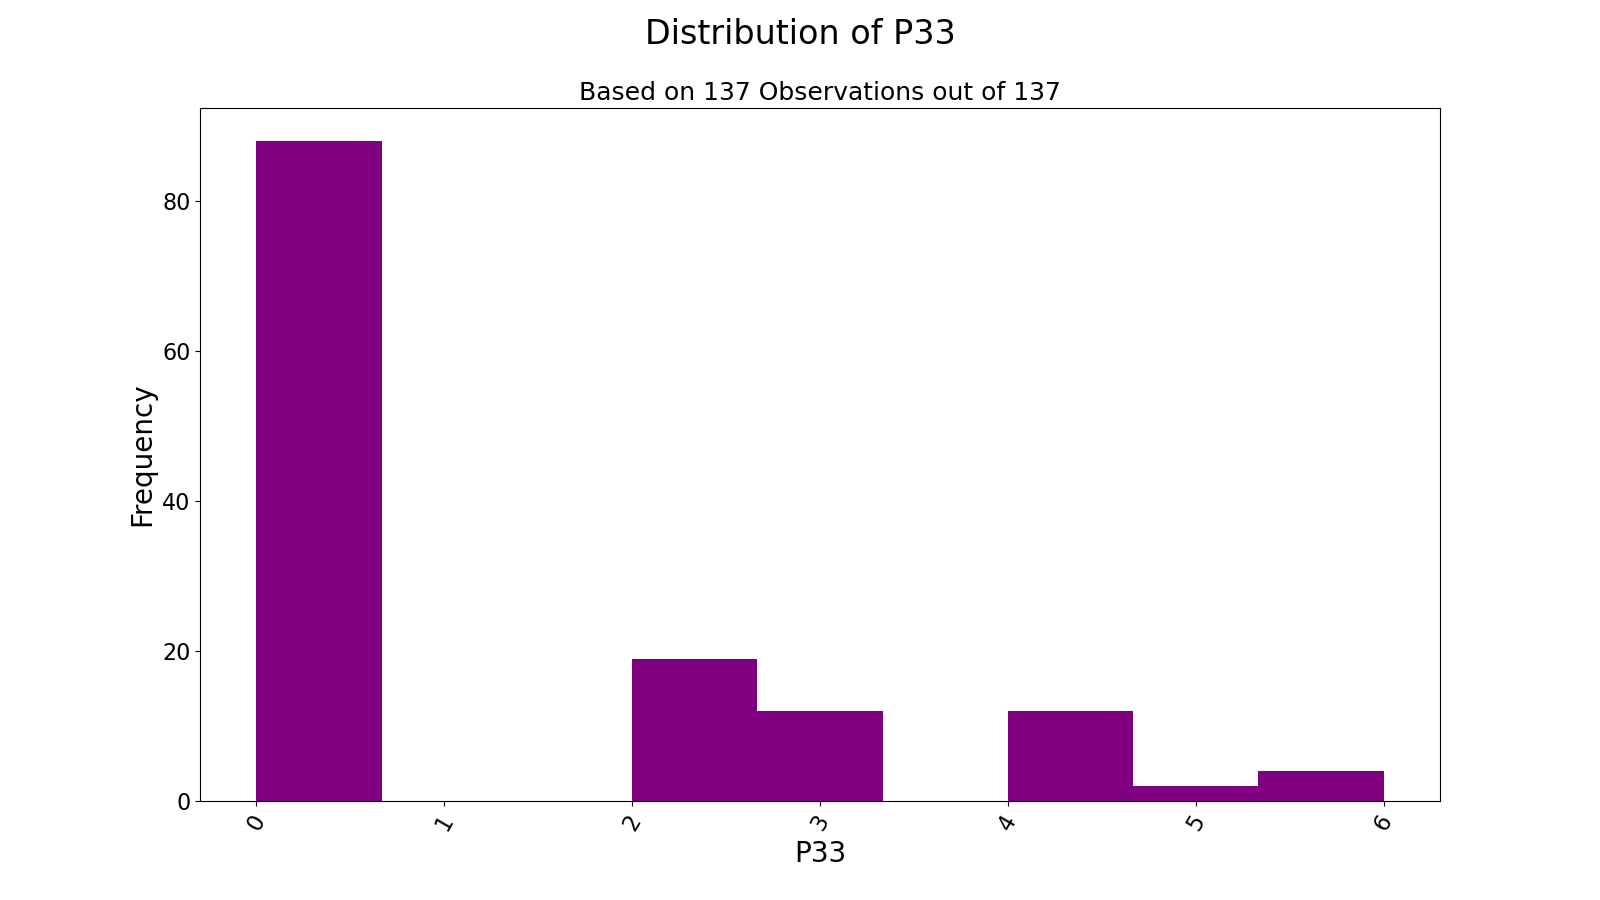 Distribution of P33
Based on 137 Observations out of 137
Frequency
80
60
40
20
0
0 1 2 3 4 5 6
P33